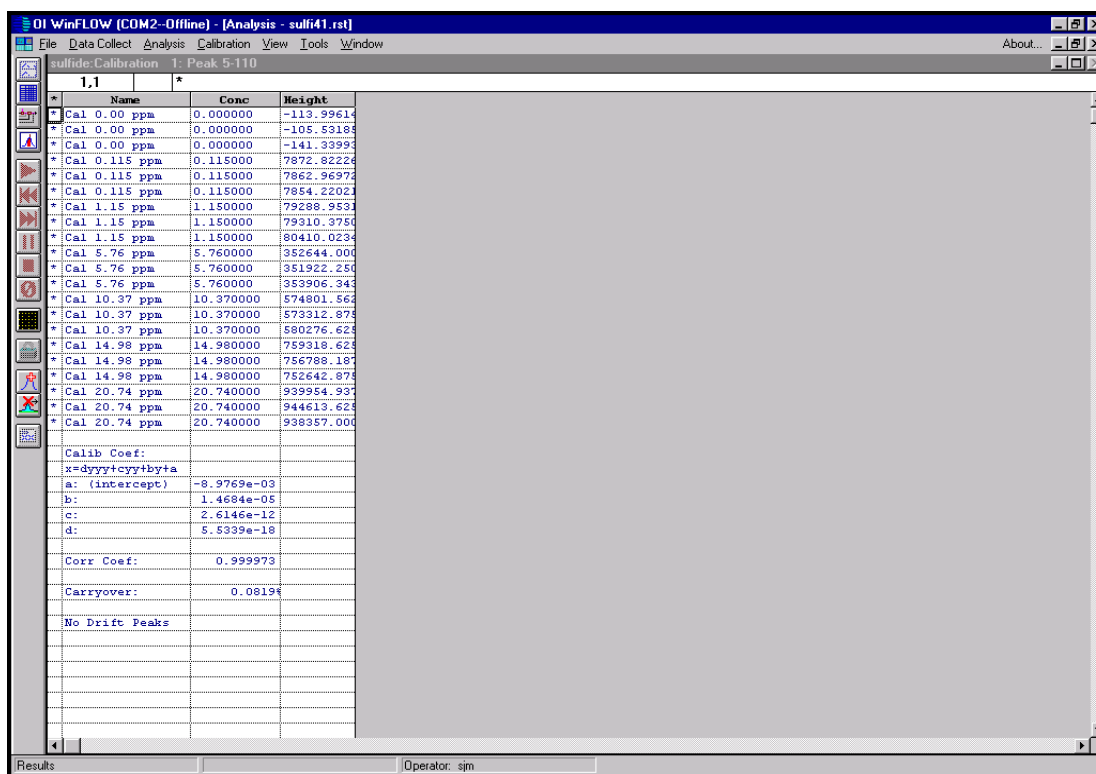 OI WinFLOW (COM2--Offline) - [Analysis - sulfi41.rst]
File Data Collect Analysis Calibration View Tools Window About...
sulfide:Calibration 1: Peak 5-110
1,1 *
* Name Conc Height
* Cal 0.00 ppm 0.000000 -113.99614
* Cal 0.00 ppm 0.000000 -105.53185
* Cal 0.00 ppm 0.000000 -141.33993
* Cal 0.115 ppm 0.115000 7872.82226
* Cal 0.115 ppm 0.115000 7862.96972
* Cal 0.115 ppm 0.115000 7854.22021
* Cal 1.15 ppm 1.150000 79288.9531
* Cal 1.15 ppm 1.150000 79310.3750
* Cal 1.15 ppm 1.150000 80410.0234
* Cal 5.76 ppm 5.760000 352644.000
* Cal 5.76 ppm 5.760000 351922.250
* Cal 5.76 ppm 5.760000 353906.343
* Cal 10.37 ppm 10.370000 574801.562
* Cal 10.37 ppm 10.370000 573312.875
* Cal 10.37 ppm 10.370000 580276.625
* Cal 14.98 ppm 14.980000 759318.625
* Cal 14.98 ppm 14.980000 756788.187
* Cal 14.98 ppm 14.980000 752642.875
* Cal 20.74 ppm 20.740000 939954.937
* Cal 20.74 ppm 20.740000 944613.625
* Cal 20.74 ppm 20.740000 938357.000
Calib Coef:
x=dyyy+cyy+by+a
a: (intercept) -8.9769e-03
b: 1.4684e-05
c: 2.6146e-12
d: 5.5339e-18
Corr Coef: 0.999973
Carryover: 0.0819%
No Drift Peaks
Results Operator: sjm